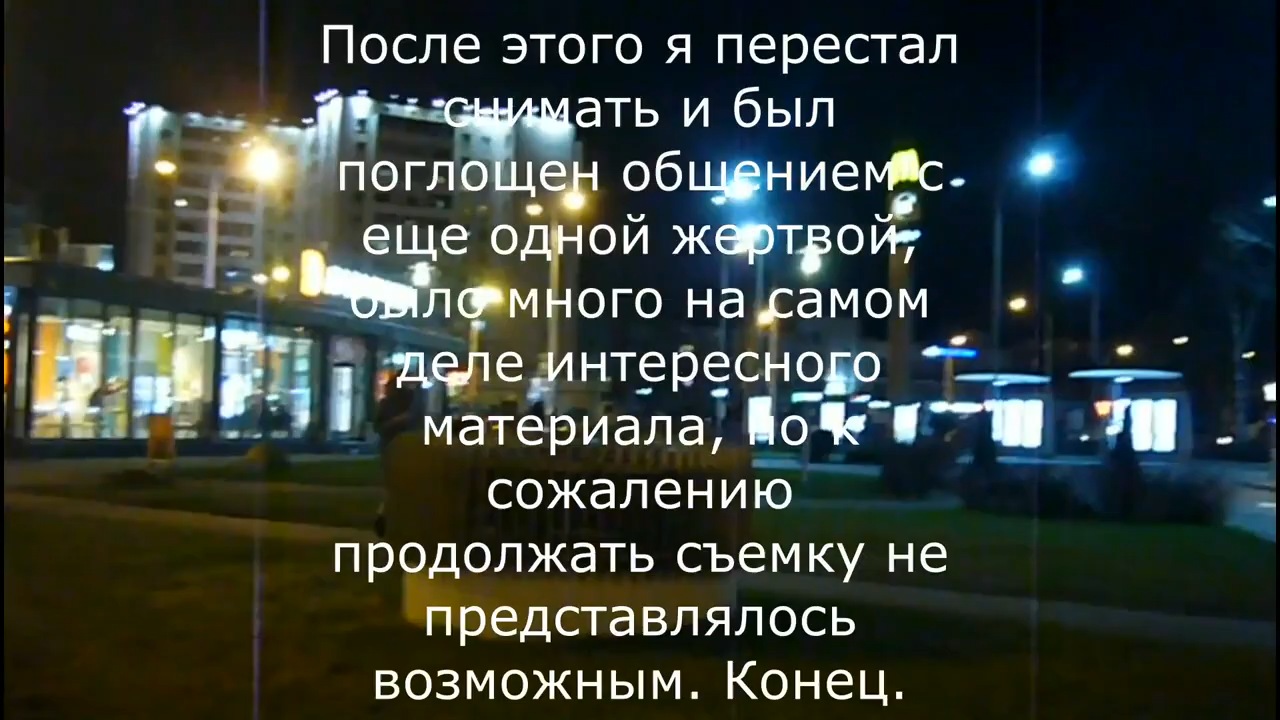 После этого я перестал
снимать и был
поглощен общением с
еще одной жертвой,
было много на самом
деле интересного
материала, но к
сожалению
продолжать съемку не
представлялось
возможным. Конец.